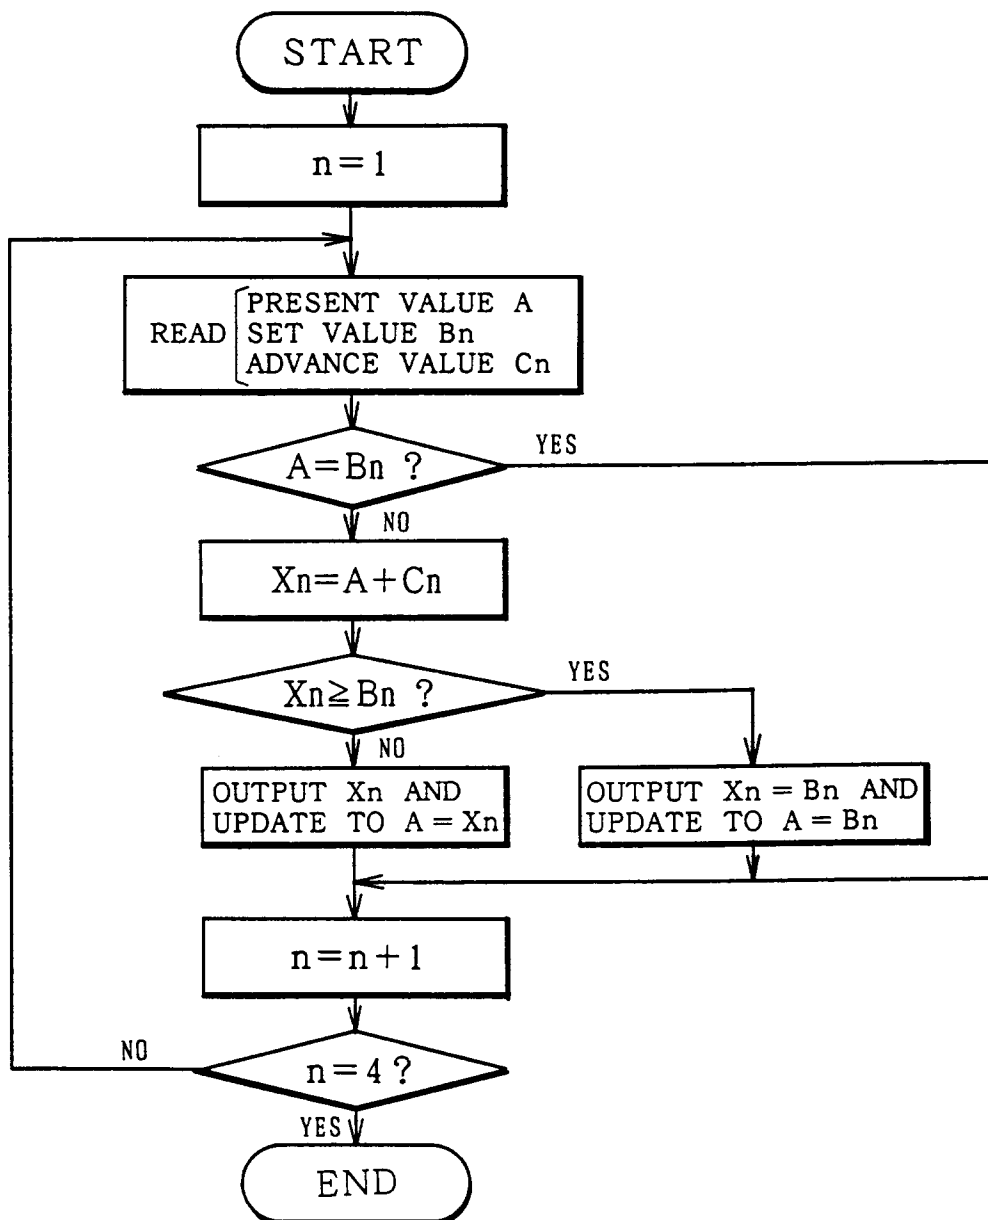 START
n=1
READ
PRESENT VALUE A
SET VALUE Bn
ADVANCE VALUE Cn
A=Bn ?
YES
NO
Xn=A+Cn
Xn≧Bn ?
YES
NO
OUTPUT Xn AND
UPDATE TO A=Xn
OUTPUT Xn=Bn AND
UPDATE TO A=Bn
n=n+1
n=4?
NO
YES
END